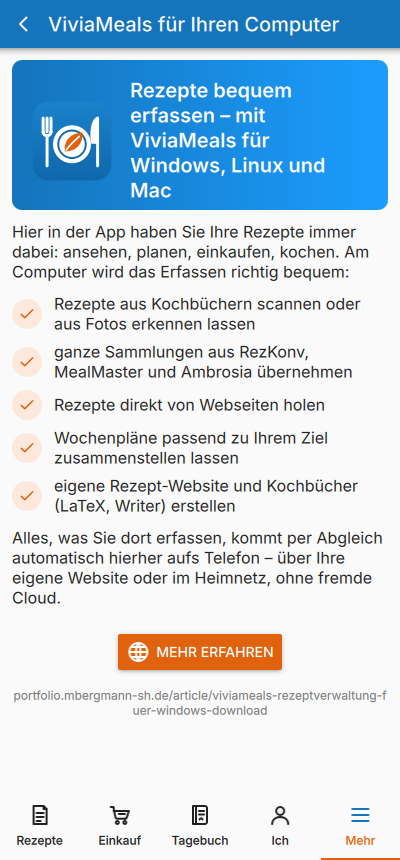 ViviaMeals für Ihren Computer
Rezepte bequem
erfassen – mit
ViviaMeals für
Windows, Linux und
Mac
Hier in der App haben Sie Ihre Rezepte immer
dabei: ansehen, planen, einkaufen, kochen. Am
Computer wird das Erfassen richtig bequem:
Rezepte aus Kochbüchern scannen oder
aus Fotos erkennen lassen
ganze Sammlungen aus RezKonv,
MealMaster und Ambrosia übernehmen
Rezepte direkt von Webseiten holen
Wochenpläne passend zu Ihrem Ziel
zusammenstellen lassen
eigene Rezept-Website und Kochbücher
(LaTeX, Writer) erstellen
Alles, was Sie dort erfassen, kommt per Abgleich
automatisch hierher aufs Telefon – über Ihre
eigene Website oder im Heimnetz, ohne fremde
Cloud.
MEHR ERFAHREN
portfolio.mbergmann-sh.de/article/viviameals-rezeptverwaltung-f
uer-windows-download
Rezepte Einkauf Tagebuch Ich Mehr